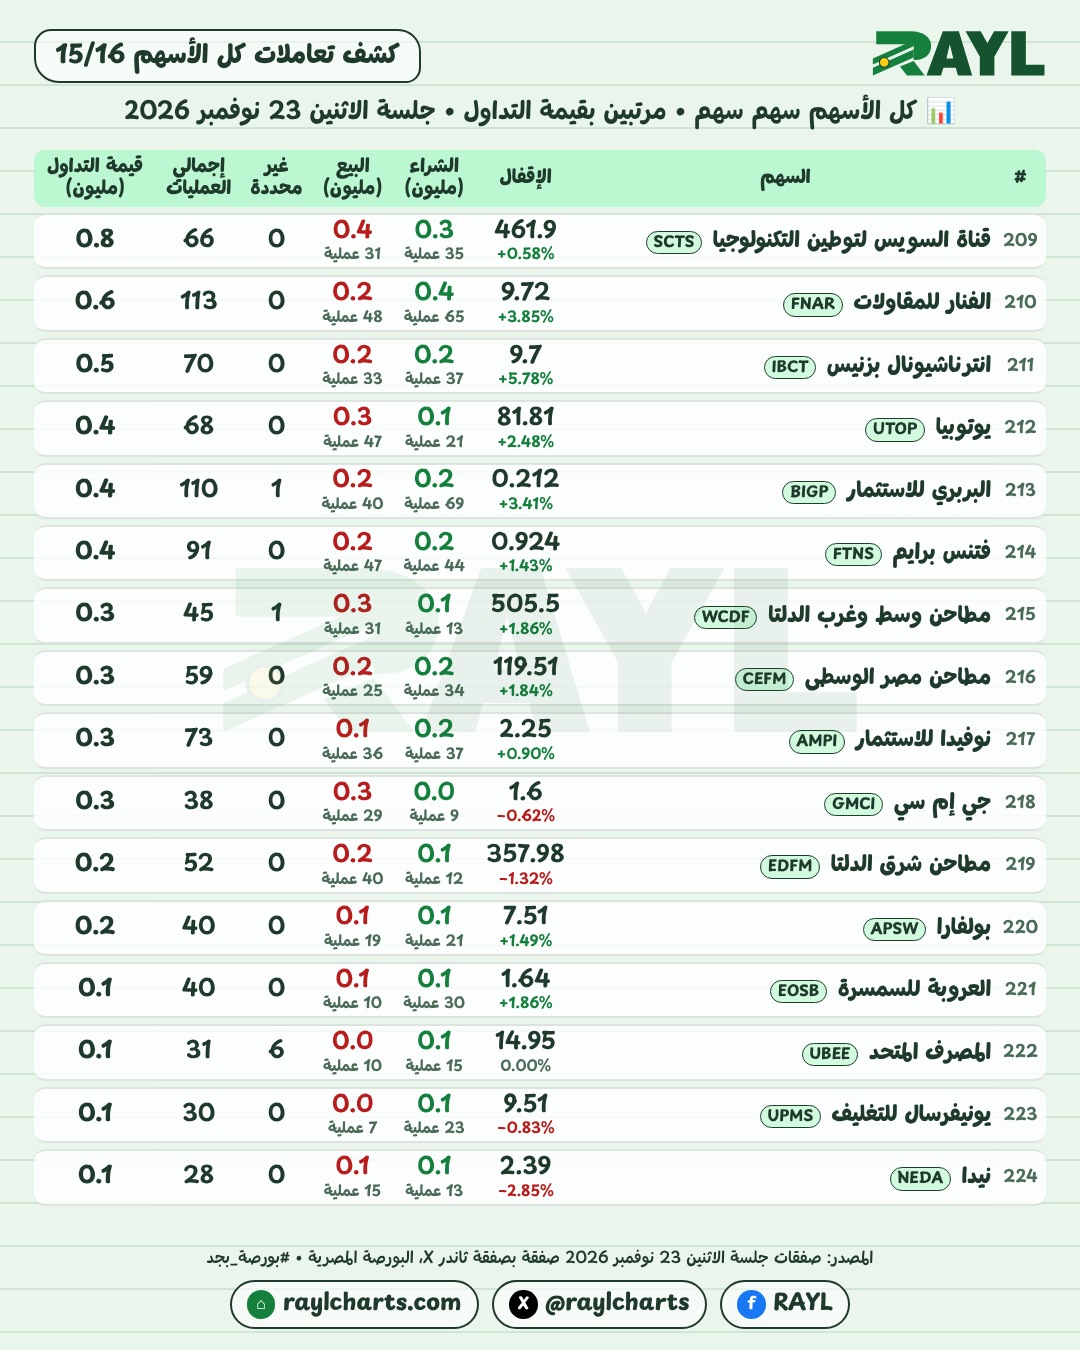 RAYL
كشف تعاملات كل الأسهم 15/16
📊 كل الأسهم سهم سهم • مرتبين بقيمة التداول • جلسة الاثنين 23 نوفمبر 2026
# السهم الإقفال الشراء (مليون) البيع (مليون) غير محددة إجمالي العمليات قيمة التداول (مليون)
209 قناة السويس لتوطين التكنولوجيا SCTS 461.9 0.3 0.4 0 66 0.8
+0.58% 35 عملية 31 عملية
210 الفنار للمقاولات FNAR 9.72 0.4 0.2 0 113 0.6
+3.85% 65 عملية 48 عملية
211 انترناشيونال بزنيس IBCT 9.7 0.2 0.2 0 70 0.5
+5.78% 37 عملية 33 عملية
212 يوتوبيا UTOP 81.81 0.1 0.3 0 68 0.4
+2.48% 21 عملية 47 عملية
213 البربري للاستثمار BIGP 0.212 0.2 0.2 1 110 0.4
+3.41% 69 عملية 40 عملية
214 فتنس برايم FTNS 0.924 0.2 0.2 0 91 0.4
+1.43% 44 عملية 47 عملية
215 مطاحن وسط وغرب الدلتا WCDF 505.5 0.1 0.3 1 45 0.3
+1.86% 13 عملية 31 عملية
216 مطاحن مصر الوسطى CEFM 119.51 0.2 0.2 0 59 0.3
+1.84% 34 عملية 25 عملية
217 نوفيدا للاستثمار AMPI 2.25 0.2 0.1 0 73 0.3
+0.90% 37 عملية 36 عملية
218 جي إم سي GMCI 1.6 0.0 0.3 0 38 0.3
-0.62% 9 عملية 29 عملية
219 مطاحن شرق الدلتا EDFM 357.98 0.1 0.2 0 52 0.2
-1.32% 12 عملية 40 عملية
220 بولفارا APSW 7.51 0.1 0.1 0 40 0.2
+1.49% 21 عملية 19 عملية
221 العروبة للسمسرة EOSB 1.64 0.1 0.1 0 40 0.1
+1.86% 30 عملية 10 عملية
222 المصرف المتحد UBEE 14.95 0.1 0.0 6 31 0.1
0.00% 15 عملية 10 عملية
223 يونيفرسال للتغليف UPMS 9.51 0.1 0.0 0 30 0.1
-0.83% 23 عملية 7 عملية
224 نيدا NEDA 2.39 0.1 0.1 0 28 0.1
-2.85% 13 عملية 15 عملية
المصدر: صفقات جلسة الاثنين 23 نوفمبر 2026 صفقة بصفقة ثاندر X، البورصة المصرية • #بورصة_بجد
raylcharts.com @raylcharts RAYL